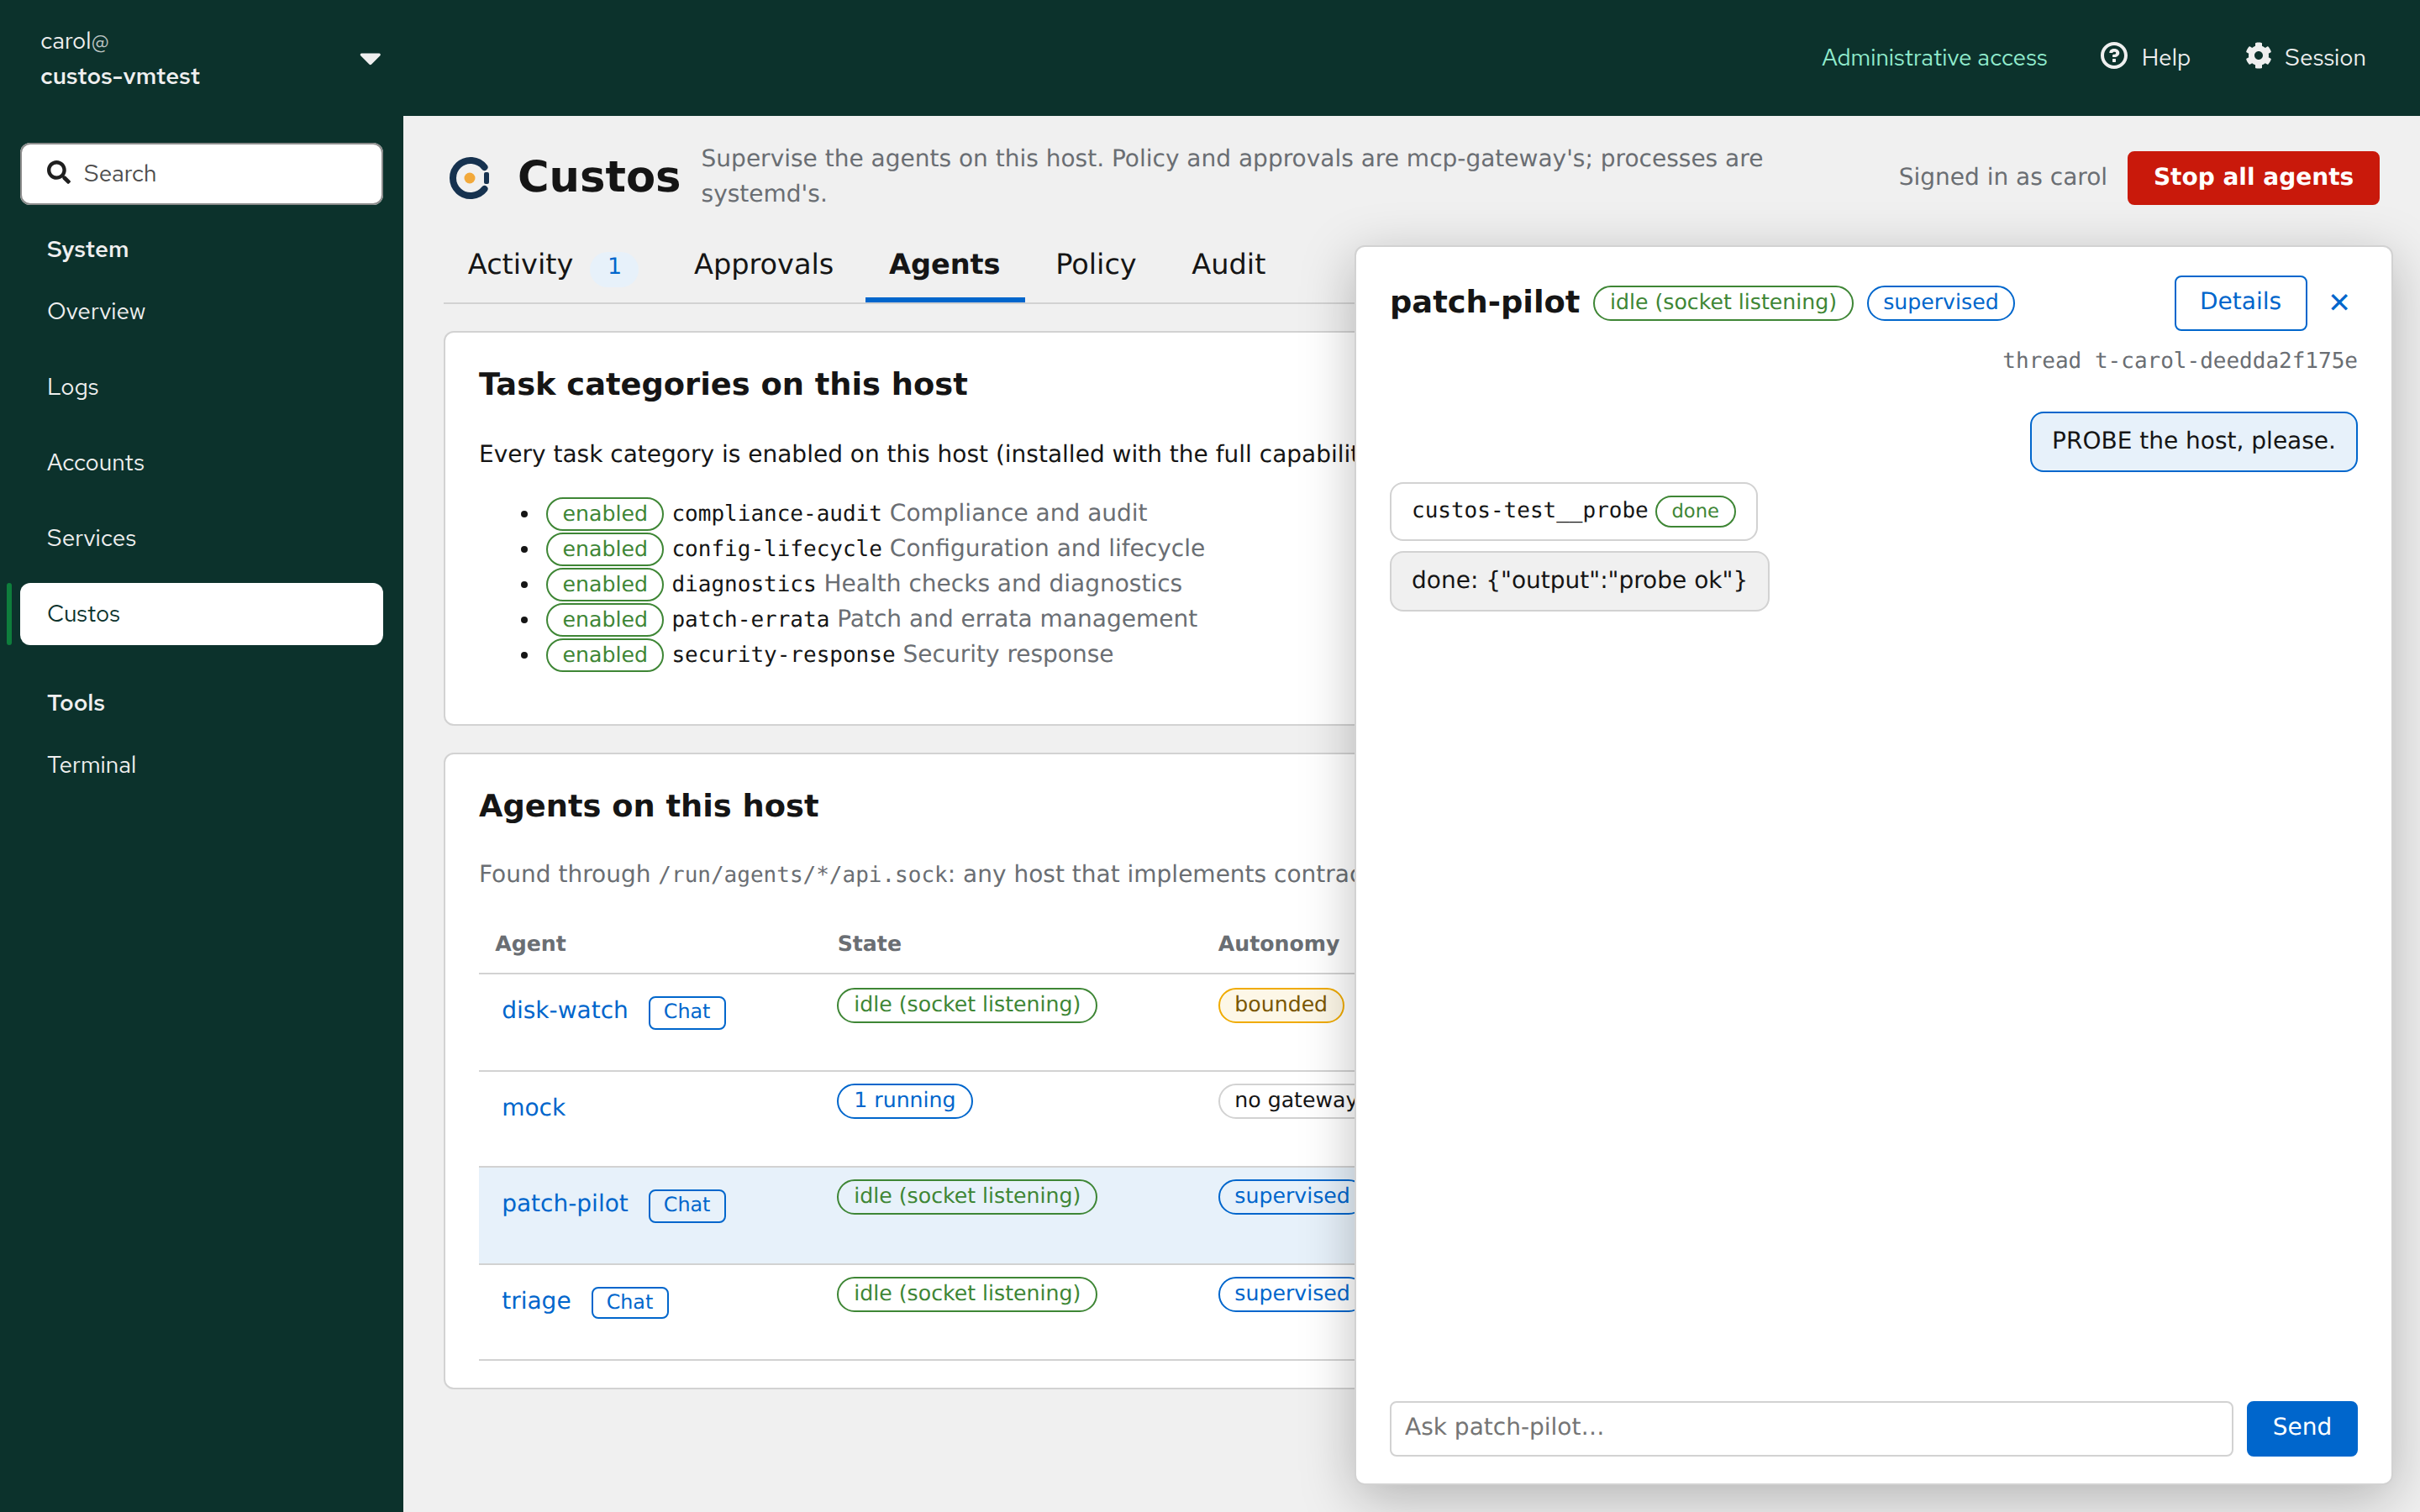 carol@
custos-vmtest
Administrative access
Help
Session
Search
System
Overview
Logs
Accounts
Services
Custos
Tools
Terminal
Custos
Supervise the agents on this host. Policy and approvals are mcp-gateway's; processes are
systemd's.
Signed in as carol
Stop all agents
Activity 1
Approvals
Agents
Policy
Audit
Task categories on this host
Every task category is enabled on this host (installed with the full
enabled compliance-audit Compliance and audit
enabled config-lifecycle Configuration and lifecycle
enabled diagnostics Health checks and diagnostics
enabled patch-errata Patch and errata management
enabled security-response Security response
Agents on this host
Found through /run/agents/*/api.sock: any host that implements
Agent State Autonomy
disk-watch Chat idle (socket listening) bounded
mock 1 running no gateway
patch-pilot Chat idle (socket listening) supervised
triage Chat idle (socket listening) supervised
patch-pilot idle (socket listening) supervised
Details
✕
thread t-carol-deedda2f175e
PROBE the host, please.
custos-test__probe done
done: {"output":"probe ok"}
Ask patch-pilot...
Send